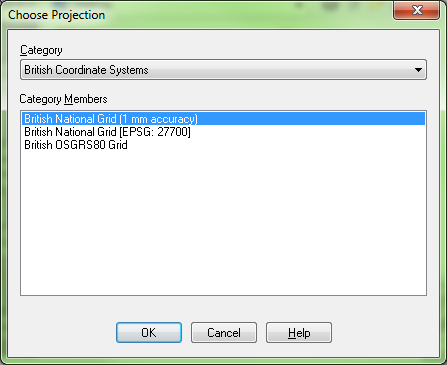 Choose Projection
Category
British Coordinate Systems
Category Members
British National Grid (1 mm accuracy)
British National Grid [EPSG: 27700]
British OSGRS80 Grid
OK
Cancel
Help